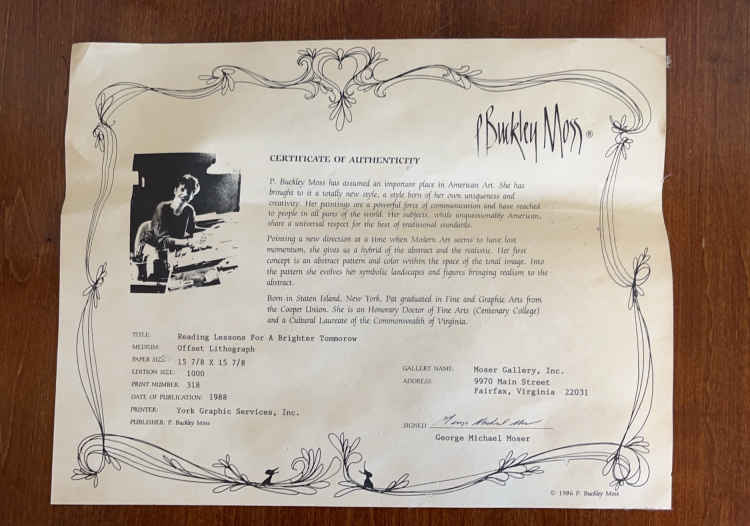 P. Buckley Moss ®
CERTIFICATE OF AUTHENTICITY
P. Buckley Moss has assumed an important place in American Art. She has
brought to it a totally new style, a style born of her own uniqueness and
creativity. Her paintings are a powerful force of communication and have reached
to people in all parts of the world. Her subjects, while unquestionably American,
share a universal respect for the best of traditional standards.
Pointing a new direction at a time when Modern Art seems to have lost
momentum, she gives us a hybrid of the abstract and the realistic. Her first
concept is an abstract pattern and color within the space of the total image. Into
the pattern she evolves her symbolic landscapes and figures bringing realism to the
abstract.
Born in Staten Island, New York, Pat graduated in Fine and Graphic Arts from
the Cooper Union. She is an Honorary Doctor of Fine Arts (Centenary College)
and a Cultural Laureate of the Commonwealth of Virginia.
TITLE: Reading Lessons For A Brighter Tommorow
MEDIUM: Offset Lithograph
PAPER SIZE: 15 7/8 X 15 7/8
EDITION SIZE: 1000
PRINT NUMBER: 318
DATE OF PUBLICATION: 1988
PRINTER: York Graphic Services, Inc.
PUBLISHER: P. Buckley Moss
GALLERY NAME: Moser Gallery, Inc.
ADDRESS: 9970 Main Street
Fairfax, Virginia 22031
SIGNED
George Michael Moser
© 1986 P. Buckley Moss